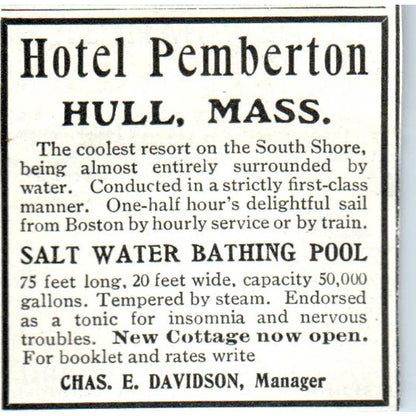 Hotel Pemberton
HULL, MASS.
The coolest resort on the South Shore,
being almost entirely surrounded by
water. Conducted in a strictly first-class
manner. One-half hour's delightful sail
from Boston by hourly service or by train.
SALT WATER BATHING POOL
75 feet long, 20 feet wide, capacity 50,000
gallons. Tempered by steam. Endorsed
as a tonic for insomnia and nervous
troubles. New Cottage now open.
For booklet and rates write
CHAS. E. DAVIDSON, Manager